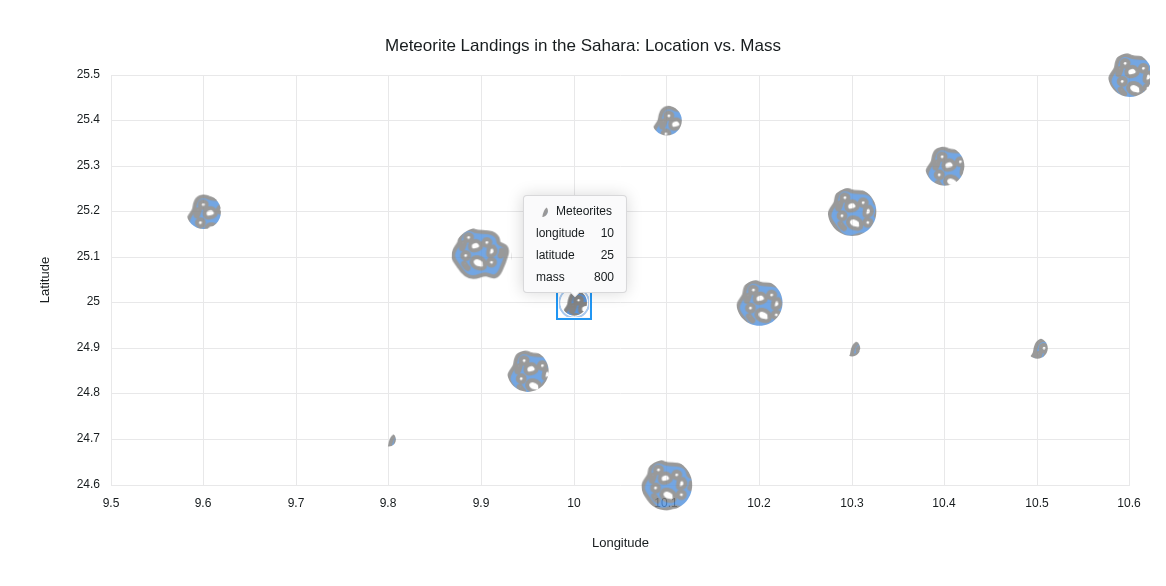 Meteorite Landings in the Sahara: Location vs. Mass
25.5
25.4
25.3
25.2
25.1
25
24.9
24.8
24.7
24.6
Latitude
Meteorites
longitude 10
latitude 25
mass 800
9.5 9.6 9.7 9.8 9.9 10 10.1 10.2 10.3 10.4 10.5 10.6
Longitude